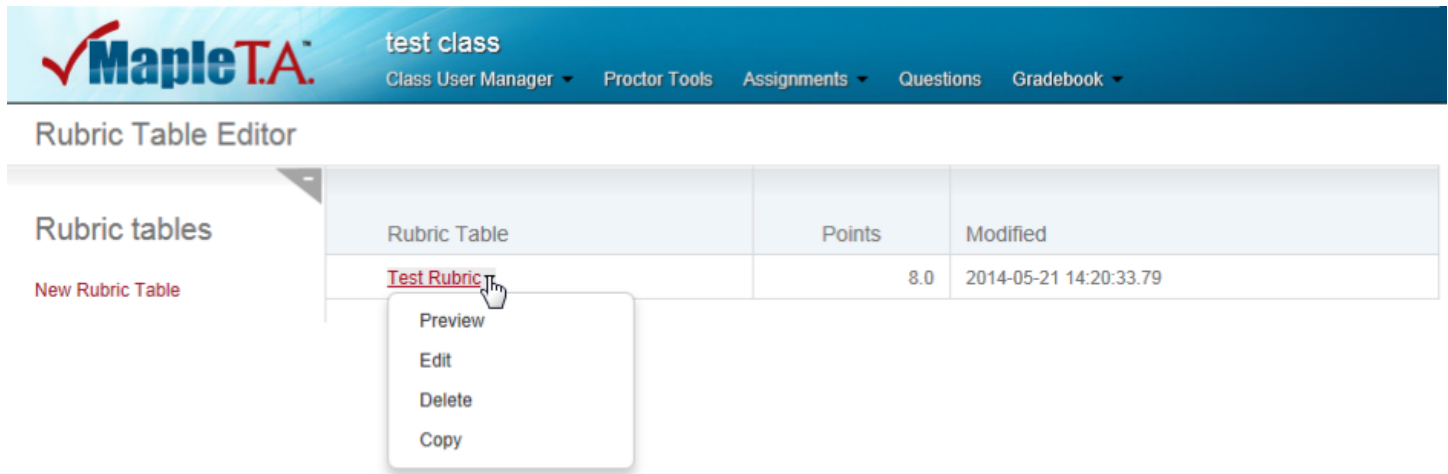 MapleT.A.™
test class
Class User Manager Proctor Tools Assignments Questions Gradebook
Rubric Table Editor
-
Rubric tables
New Rubric Table
Rubric Table Points Modified
Test Rubric 8.0 2014-05-21 14:20:33.79
Preview
Edit
Delete
Copy